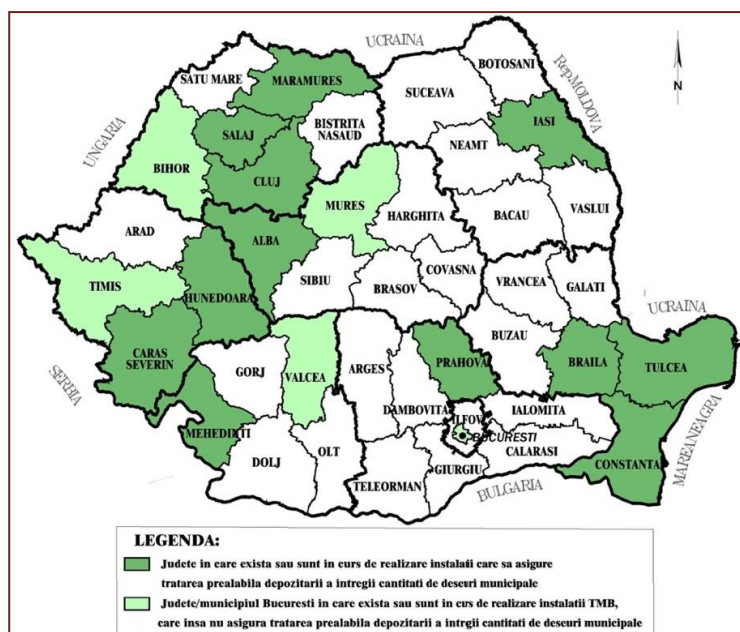 UCRAINA
BOTOSANI
SATU MARE
MARAMURES
SUCEAVA
Rep.MOLDOVA
N
UNGARIA
BISTRITA
NASAUD
IASI
SALAJ
NEAMT
BIHOR
CLUJ
MURES
HARGHITA
BACAU
VASLUI
ARAD
ALBA
SIBIU
COVASNA
BRASOV
VRANCEA
GALATI
TIMIS
HUNEDOARA
UCRAINA
CARAS
SEVERIN
GORJ
VALCEA
ARGES
PRAHOVA
BUZAU
BRAILA
TULCEA
SERBIA
DAMBOVITA
ILFOV
IALOMITA
MEHEDINTI
BUCURESTI
CALARASI
DOLJ
OLT
TELEORMAN
GIURGIU
CONSTANTA
MAREA NEAGRA
BULGARIA
LEGENDA:
Judete in care exista sau sunt in curs de realizare instalatii care sa asigure
tratarea prealabila depozitarii a intregii cantitati de deseuri municipale
Judete/municipiul Bucuresti in care exista sau sunt in curs de realizare instalatii TMB,
care insa nu asigura tratarea prealabila depozitarii a intregii cantitati de deseuri municipale